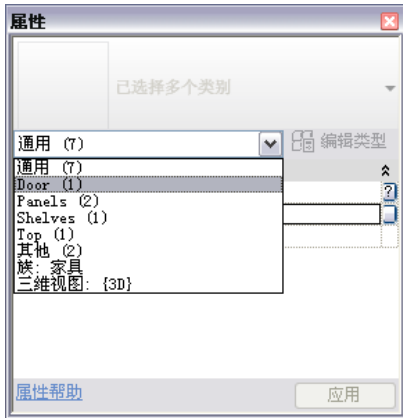 属性
已选择多个类别
通用 (7)
编辑类型
通用 (7)
Door (1)
Panels (2)
Shelves (1)
Top (1)
其他 (2)
族: 家具
三维视图: {3D}
?
属性帮助
应用